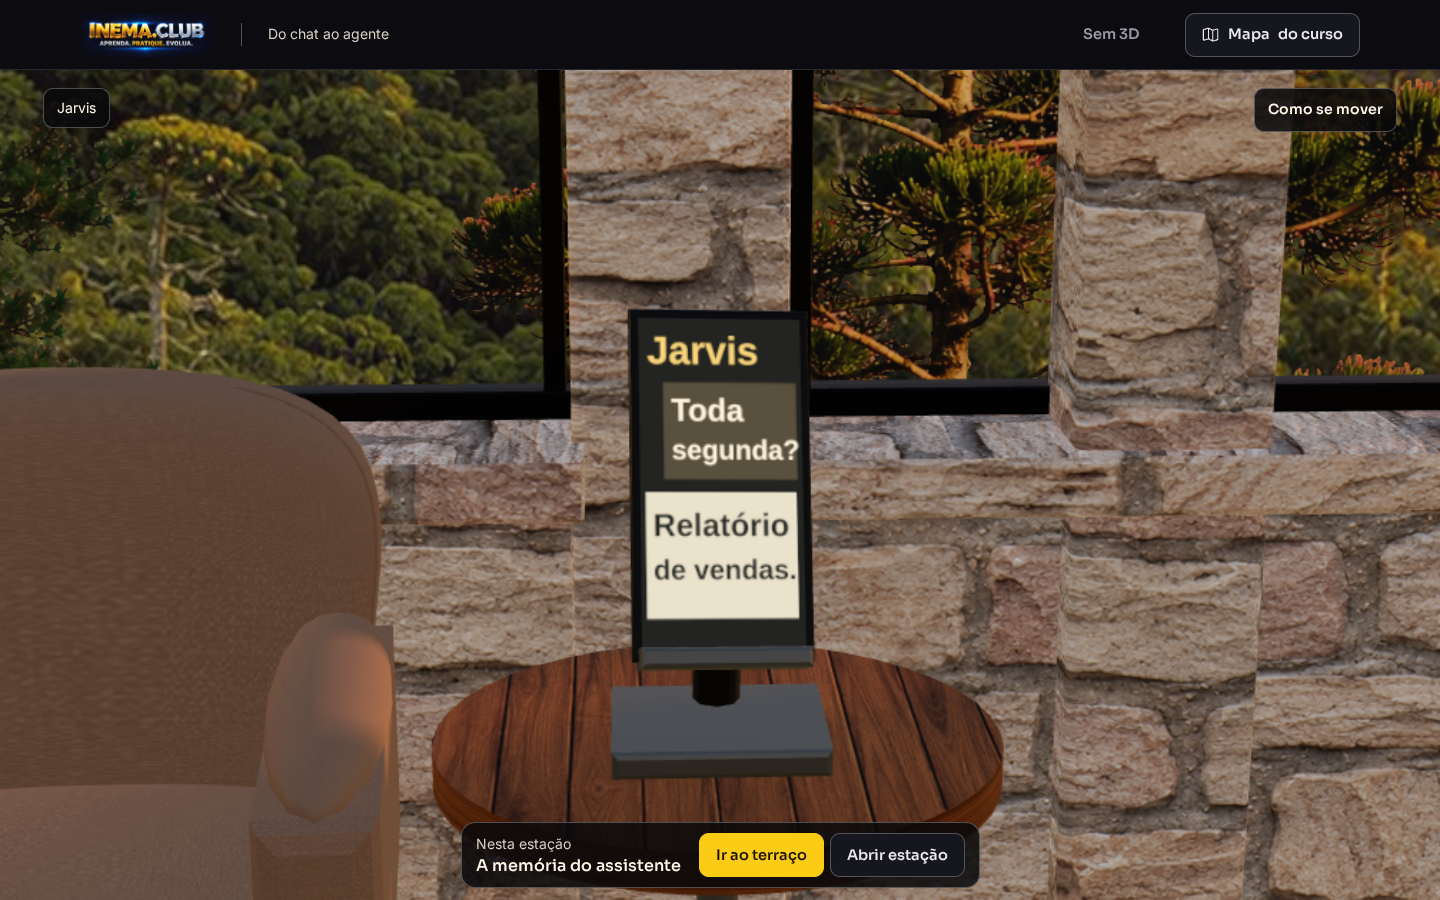 INEMA.CLUB
APRENDA. PRATIQUE. EVOLUA.
Do chat ao agente
Sem 3D
Mapa do curso
Jarvis
Como se mover
Jarvis
Toda
segunda?
Relatório
de vendas.
Nesta estação
A memória do assistente
Ir ao terraço
Abrir estação